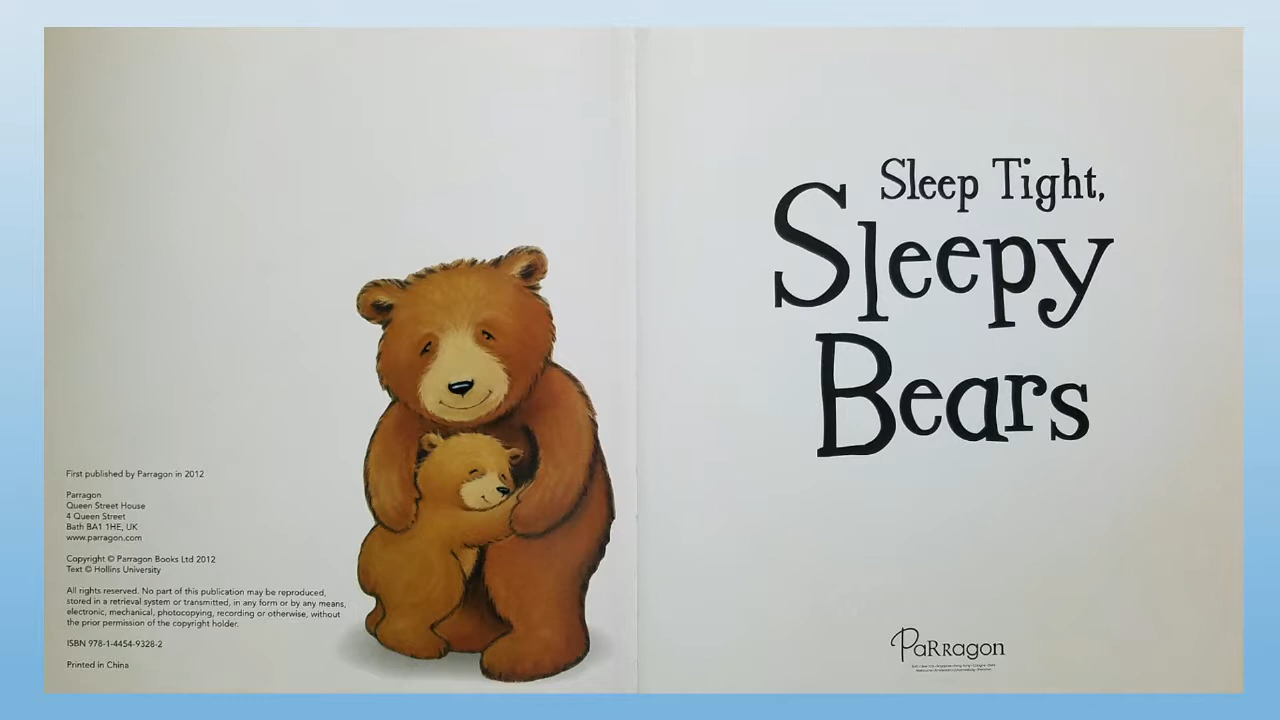 First published by Parragon in 2012
Parragon
Queen Street House
4 Queen Street
Bath BA1 1HE, UK
www.parragon.com
Copyright © Parragon Books Ltd 2012
Text © Hollins University
All rights reserved. No part of this publication may be reproduced,
stored in a retrieval system or transmitted, in any form or by any means,
electronic, mechanical, photocopying, recording or otherwise, without
the prior permission of the copyright holder.
ISBN 978-1-4454-9328-2
Printed in China
Sleep Tight,
Sleepy
Bears
PaRRagon